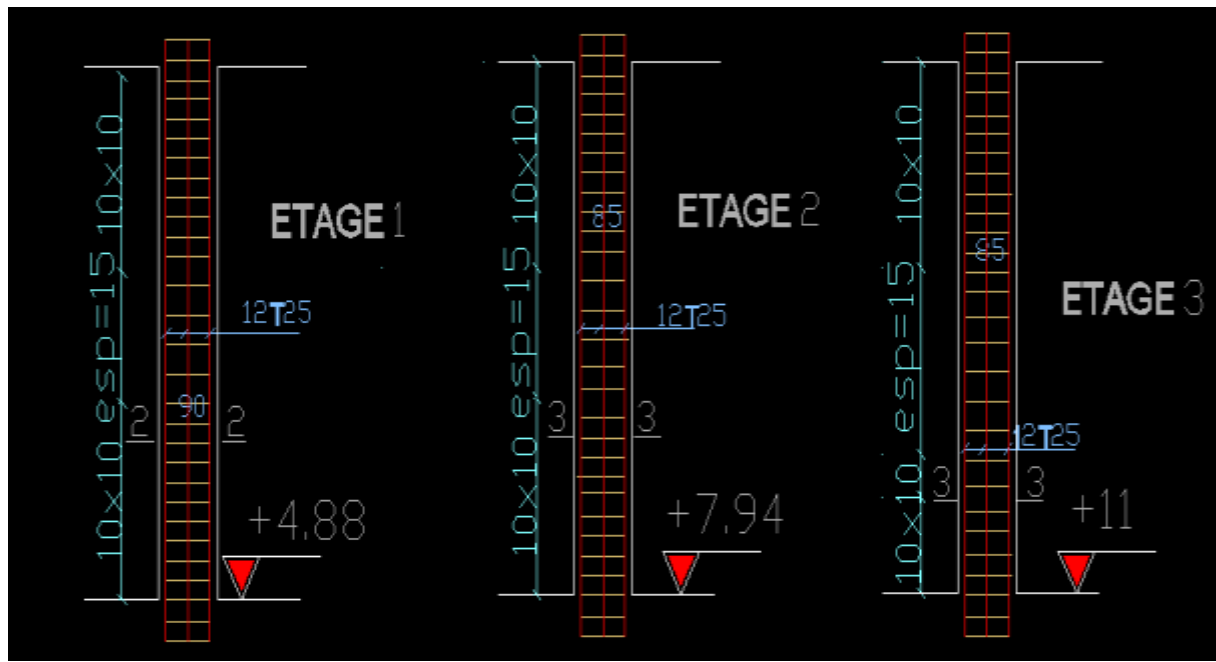 10x10 esp=15 10x10
ETAGE 1
12T25
90
2 2
+4.88
10x10 esp=15 10x10
85
ETAGE 2
12T25
3 3
+7.94
10x10 esp=15 10x10
85
ETAGE 3
12T25
3 3
+11